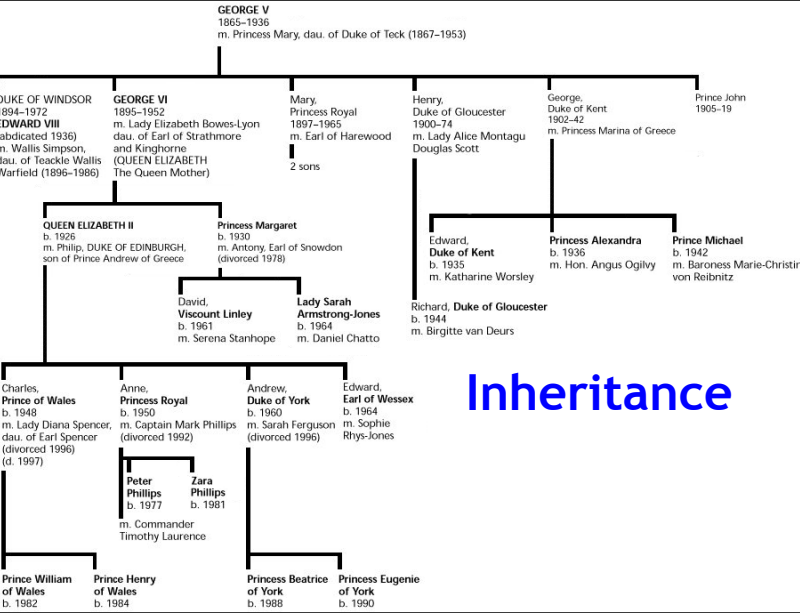 GEORGE V
1865–1936
m. Princess Mary, dau. of Duke of Teck (1867–1953)
DUKE OF WINDSOR
1894–1972
EDWARD VIII
(abdicated 1936)
m. Wallis Simpson,
dau. of Teackle Wallis
Warfield (1896–1986)
GEORGE VI
1895–1952
m. Lady Elizabeth Bowes-Lyon
dau. of Earl of Strathmore
and Kinghorne
(QUEEN ELIZABETH
The Queen Mother)
Mary,
Princess Royal
1897–1965
m. Earl of Harewood
2 sons
Henry,
Duke of Gloucester
1900–74
m. Lady Alice Montagu
Douglas Scott
George,
Duke of Kent
1902–42
m. Princess Marina of Greece
Prince John
1905–19
QUEEN ELIZABETH II
b. 1926
m. Philip, DUKE OF EDINBURGH,
son of Prince Andrew of Greece
Princess Margaret
b. 1930
m. Antony, Earl of Snowdon
(divorced 1978)
Edward,
Duke of Kent
b. 1935
m. Katharine Worsley
Princess Alexandra
b. 1936
m. Hon. Angus Ogilvy
Prince Michael
b. 1942
m. Baroness Marie-Christin
von Reibnitz
David,
Viscount Linley
b. 1961
m. Serena Stanhope
Lady Sarah
Armstrong-Jones
b. 1964
m. Daniel Chatto
Richard, Duke of Gloucester
b. 1944
m. Birgitte van Deurs
Charles,
Prince of Wales
b. 1948
m. Lady Diana Spencer,
dau. of Earl Spencer
(divorced 1996)
(d. 1997)
Anne,
Princess Royal
b. 1950
m. Captain Mark Phillips
(divorced 1992)
Andrew,
Duke of York
b. 1960
m. Sarah Ferguson
(divorced 1996)
Edward,
Earl of Wessex
b. 1964
m. Sophie
Rhys-Jones
Inheritance
Peter
Phillips
b. 1977
Zara
Phillips
b. 1981
m. Commander
Timothy Laurence
Prince William
of Wales
b. 1982
Prince Henry
of Wales
b. 1984
Princess Beatrice
of York
b. 1988
Princess Eugenie
of York
b. 1990